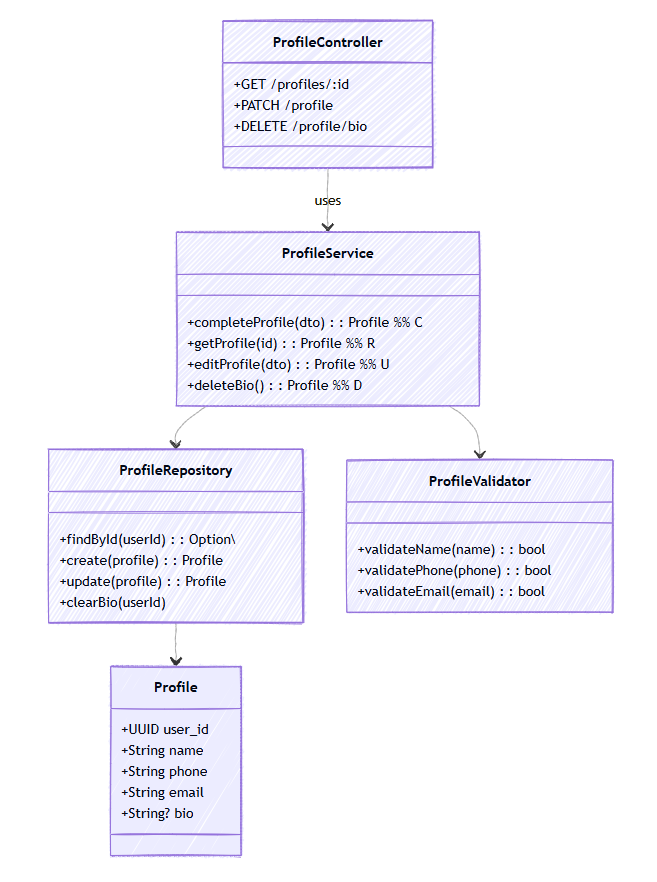 ProfileController
+GET /profiles/:id
+PATCH /profile
+DELETE /profile/bio
uses
ProfileService
+completeProfile(dto) : : Profile %% C
+getProfile(id) : : Profile %% R
+editProfile(dto) : : Profile %% U
+deleteBio() : : Profile %% D
ProfileRepository
+findById(userId) : : Option\
+create(profile) : : Profile
+update(profile) : : Profile
+clearBio(userId)
ProfileValidator
+validateName(name) : : bool
+validatePhone(phone) : : bool
+validateEmail(email) : : bool
Profile
+UUID user_id
+String name
+String phone
+String email
+String? bio